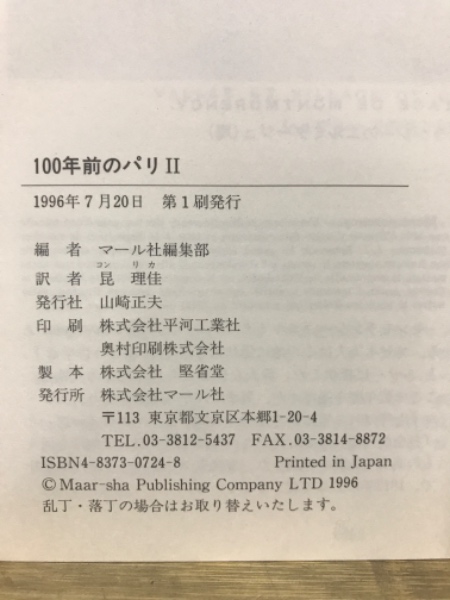 100年前のパリII
1996年7月20日 第1刷発行
編 者 マール社編集部
コン リカ
訳 者 昆 理佳
発行社 山崎正夫
印 刷 株式会社平河工業社
奥村印刷株式会社
製 本 株式会社 堅省堂
発行所 株式会社マール社
〒113 東京都文京区本郷1-20-4
TEL.03-3812-5437 FAX.03-3814-8872
ISBN4-8373-0724-8 Printed in Japan
©Maar-sha Publishing Company LTD 1996
乱丁・落丁の場合はお取り替えいたします。